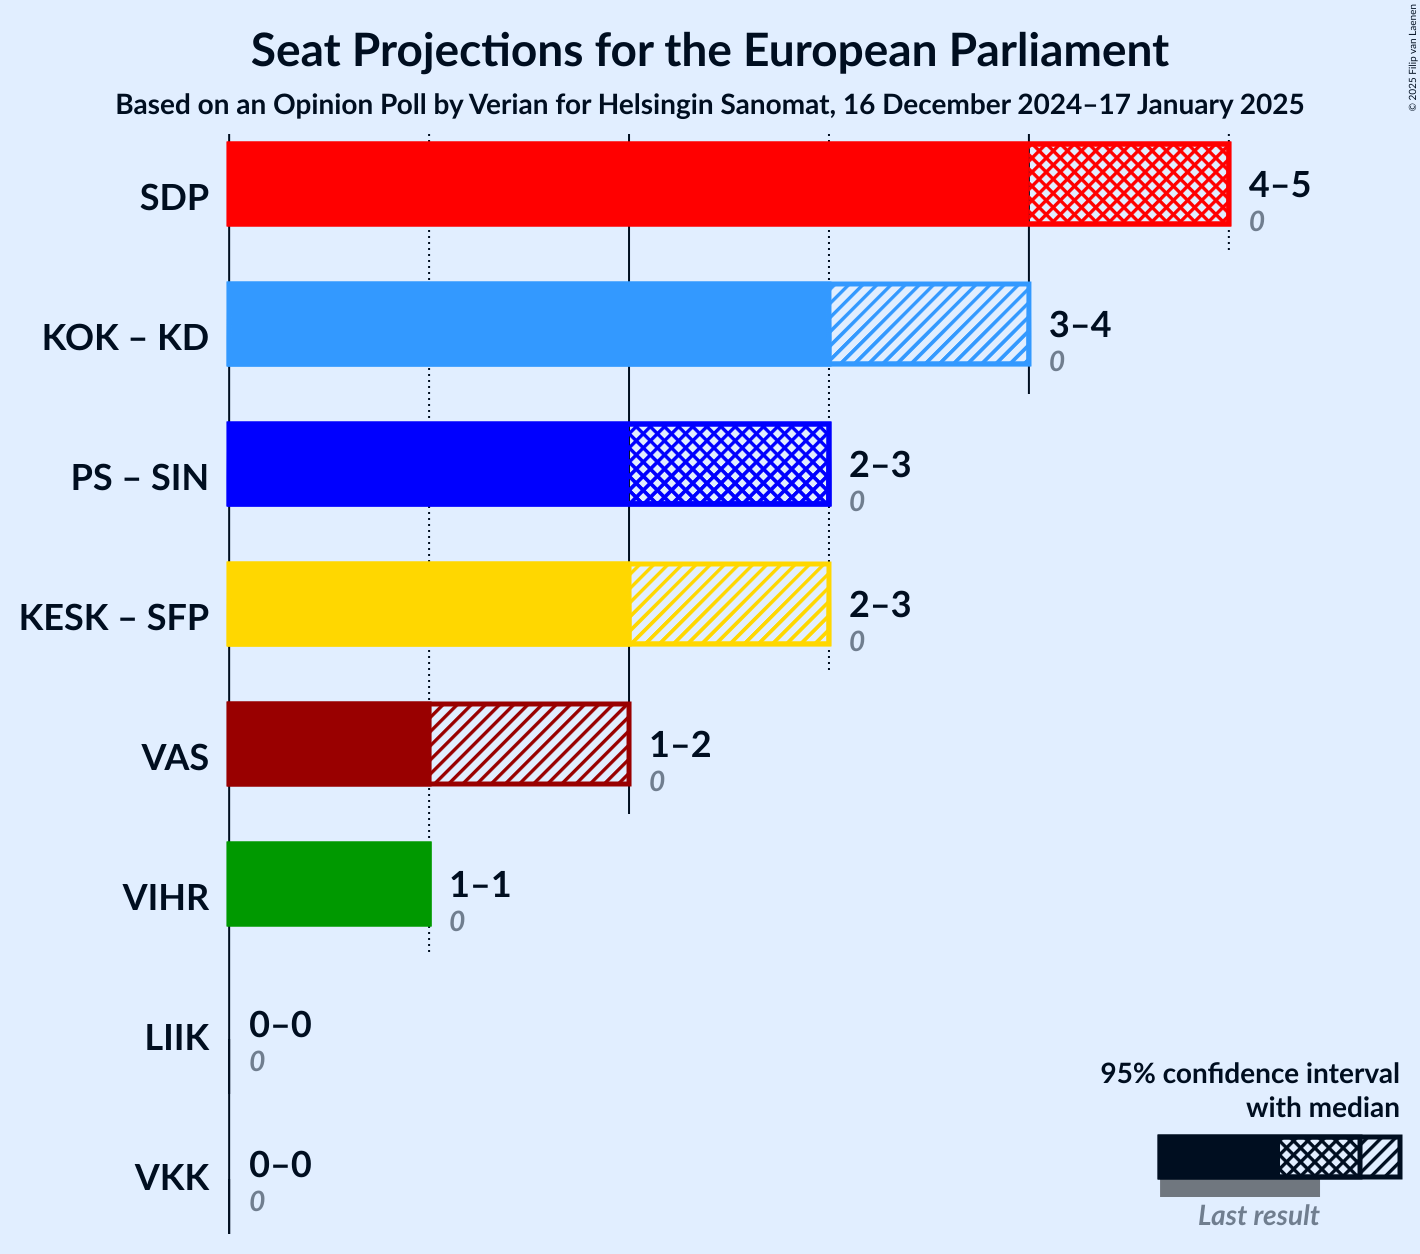 Seat Projections for the European Parliament
Based on an Opinion Poll by Verian for Helsingin Sanomat, 16 December 2024–17 January 2025
© 2025 Filip van Laenen
SDP
4–5
0
KOK – KD
3–4
0
PS – SIN
2–3
0
KESK – SFP
2–3
0
VAS
1–2
0
VIHR
1–1
0
LIIK
0–0
0
VKK
0–0
0
95% confidence interval
with median
Last result